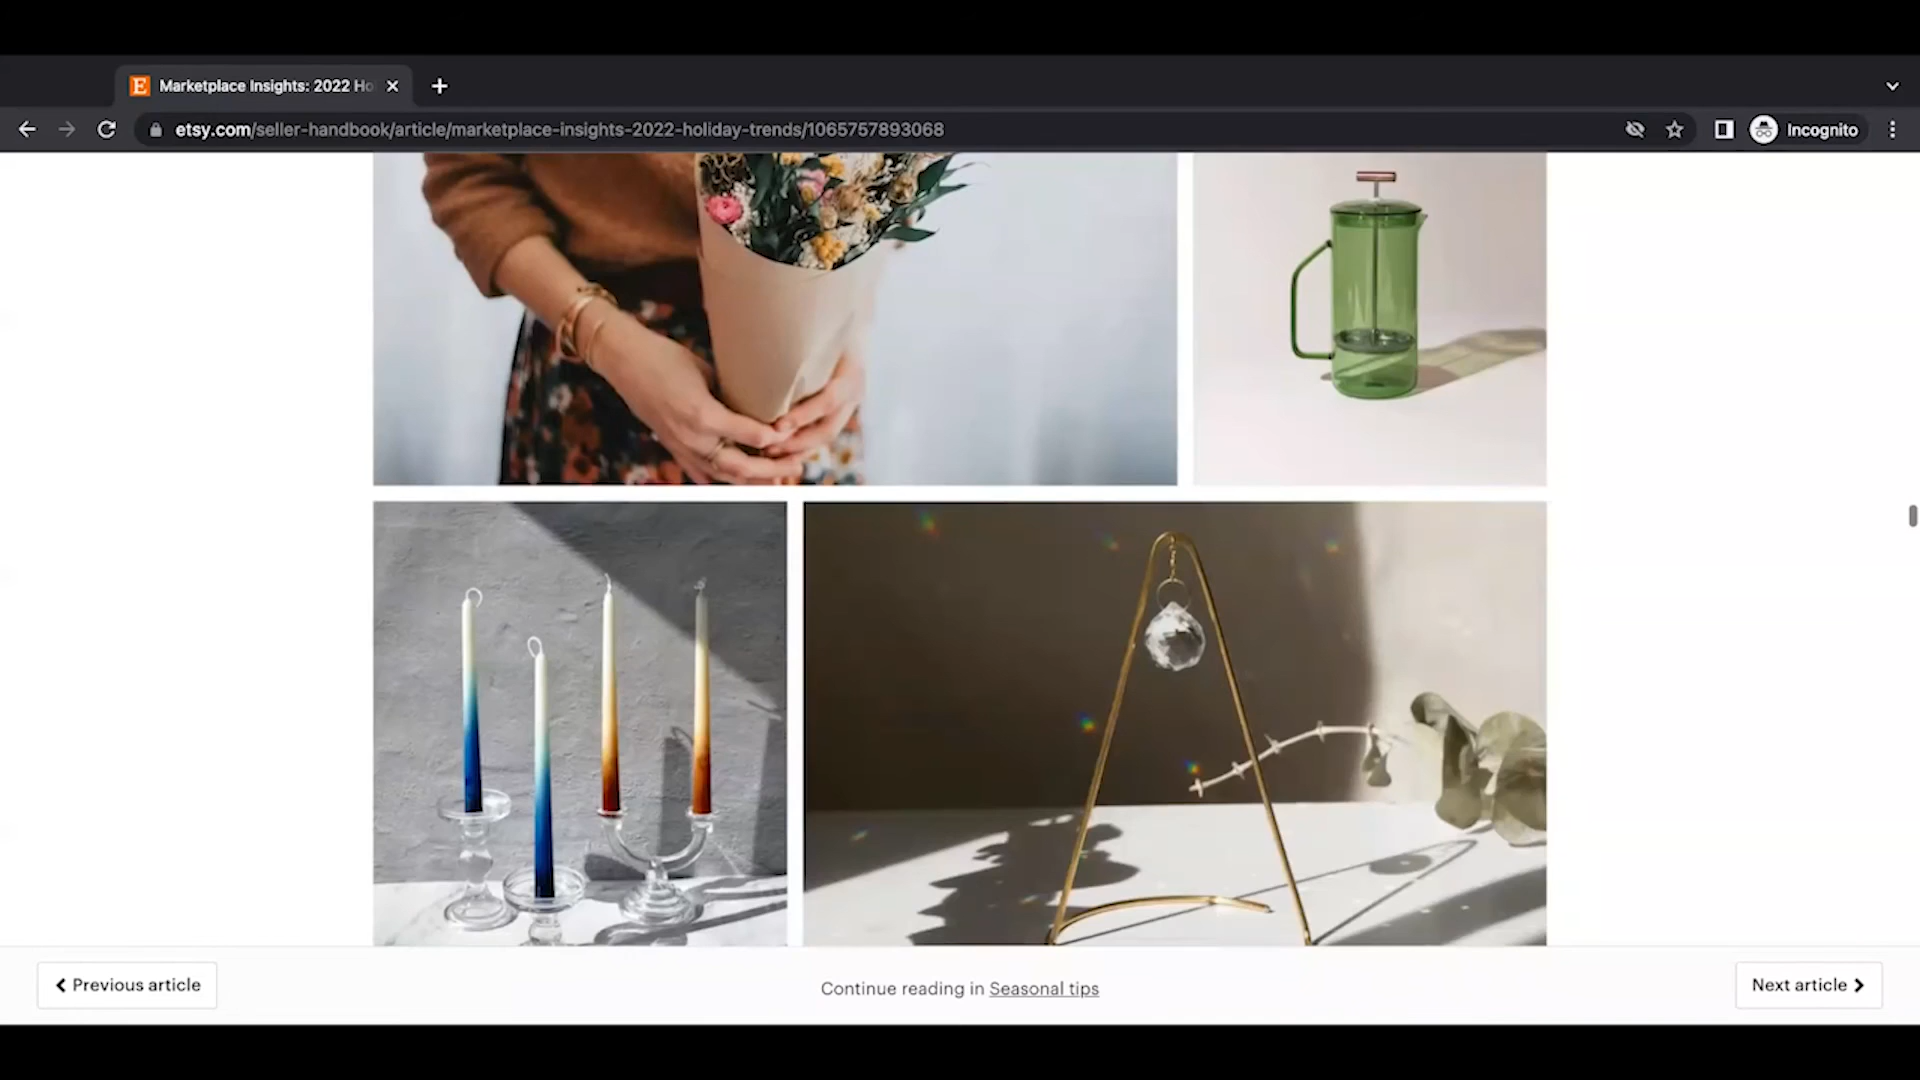 E Marketplace Insights: 2022 Ho
etsy.com/seller-handbook/article/marketplace-insights-2022-holiday-trends/1065757893068
Incognito
Previous article
Continue reading in Seasonal tips
Next article